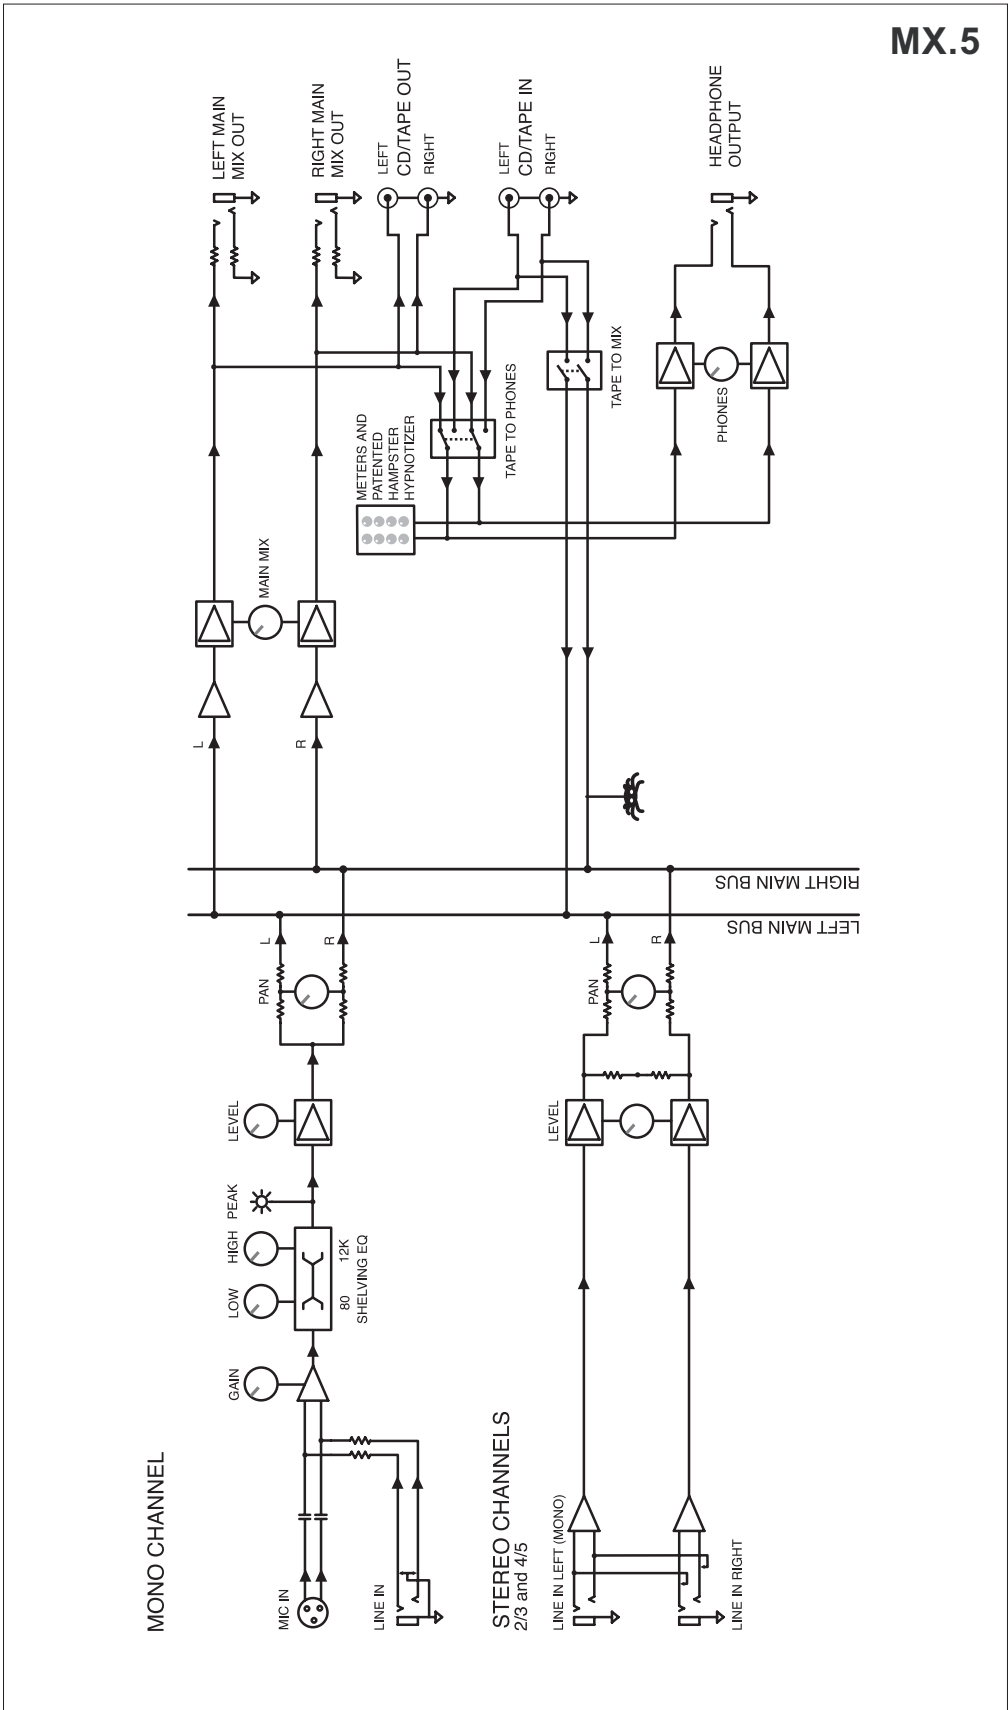 MX.5
LEFT MAIN
MIX OUT
RIGHT MAIN
MIX OUT
LEFT
CD/TAPE OUT
RIGHT
LEFT
CD/TAPE IN
RIGHT
HEADPHONE
OUTPUT
METERS AND
PATENTED
HAMPSTER
HYPNOTIZER
TAPE TO PHONES
TAPE TO MIX
PHONES
MAIN MIX
L
R
RIGHT MAIN BUS
LEFT MAIN BUS
L
R
PAN
L
R
PAN
LEVEL
LEVEL
PEAK
HIGH
LOW
12K
80
SHELVING EQ
GAIN
MONO CHANNEL
MIC IN
LINE IN
STEREO CHANNELS
2/3 and 4/5
LINE IN LEFT (MONO)
LINE IN RIGHT